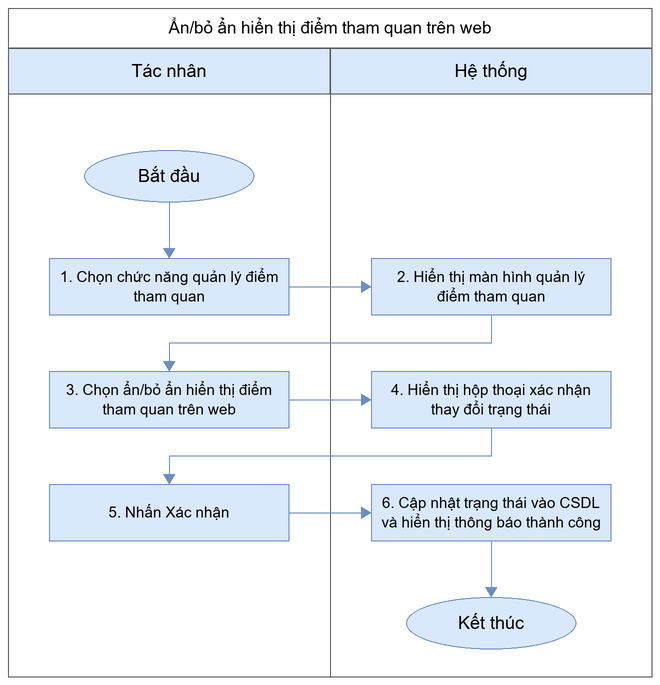 Ẩn/bỏ ẩn hiển thị điểm tham quan trên web
Tác nhân
Hệ thống
Bắt đầu
1. Chọn chức năng quản lý điểm
tham quan
2. Hiển thị màn hình quản lý
điểm tham quan
3. Chọn ẩn/bỏ ẩn hiển thị điểm
tham quan trên web
4. Hiển thị hộp thoại xác nhận
thay đổi trạng thái
5. Nhấn Xác nhận
6. Cập nhật trạng thái vào CSDL
và hiển thị thông báo thành công
Kết thúc